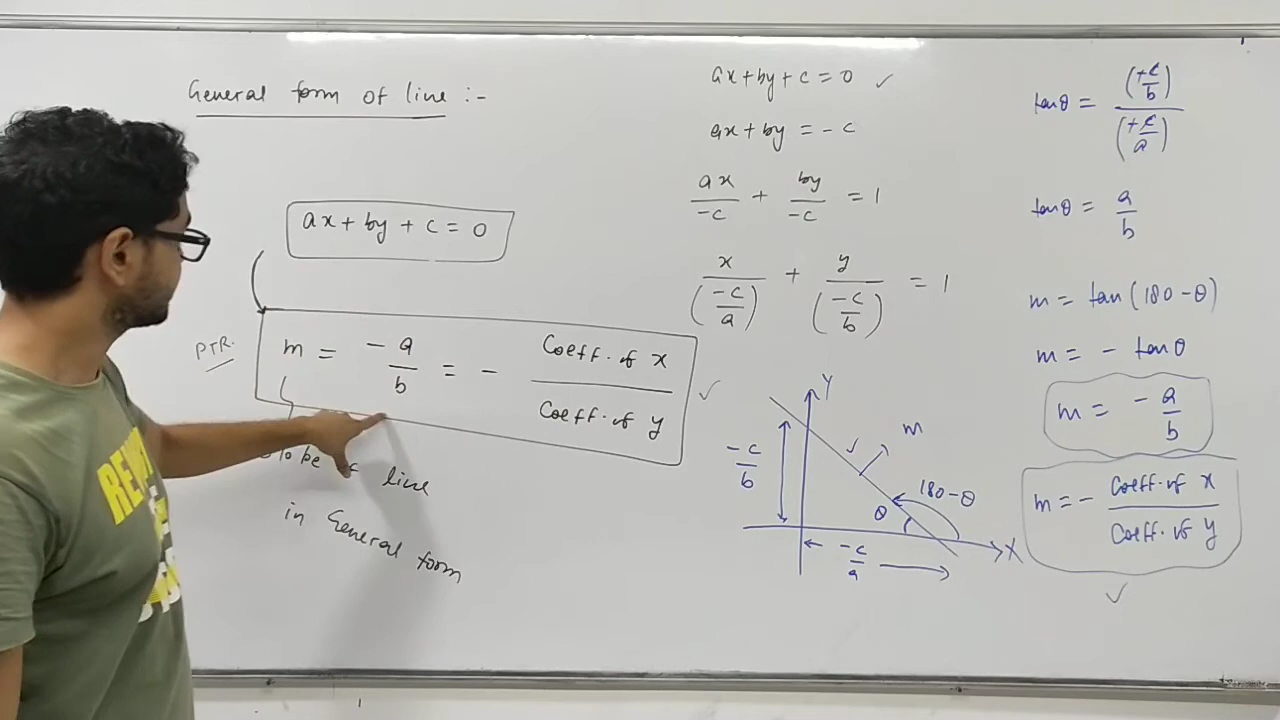 General form of line :-
ax + by + c = 0
PTR.
m = -a/b = - Coeff. of x / Coeff. of y ✓
of line
in General form
ax + by + c = 0 ✓
ax + by = - c
ax/-c + by/-c = 1
x/(-c/a) + y/(-c/b) = 1
Y
m
-c/b
✓
180-θ
θ
X
-c/a
tanθ = (+c/b)/(+c/a)
tanθ = a/b
m = tan(180-θ)
m = - tanθ
m = - a/b
m = - Coeff. of x / Coeff. of y
✓